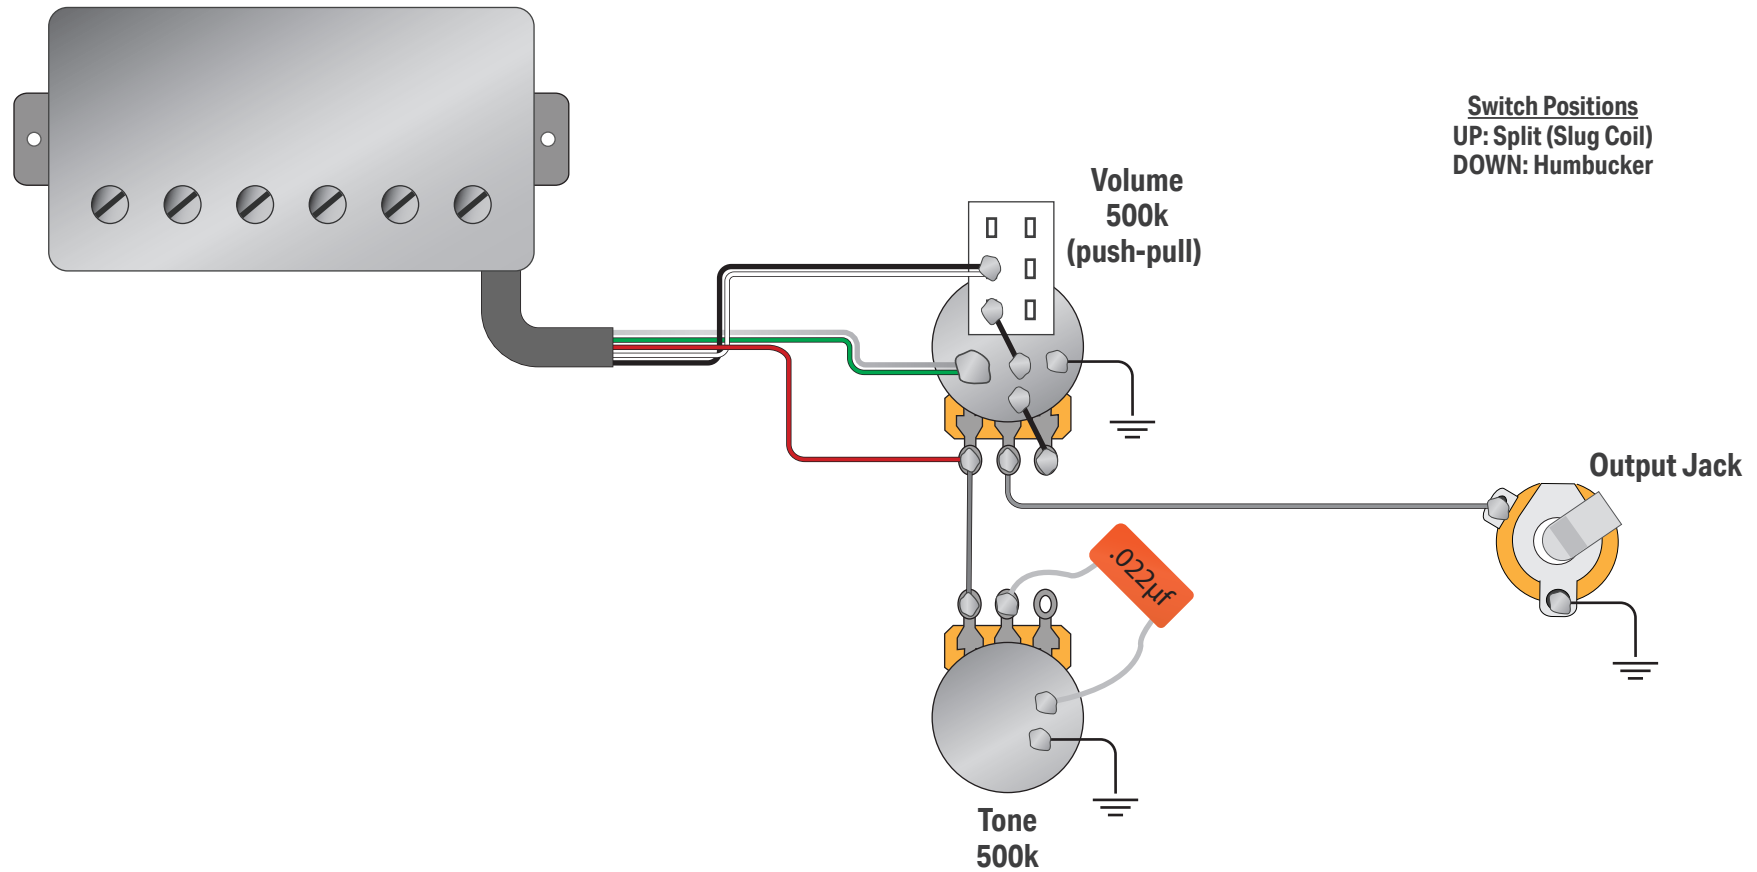 Switch Positions
UP: Split (Slug Coil)
DOWN: Humbucker
Volume
500k
(push-pull)
Output Jack
.022µf
Tone
500k